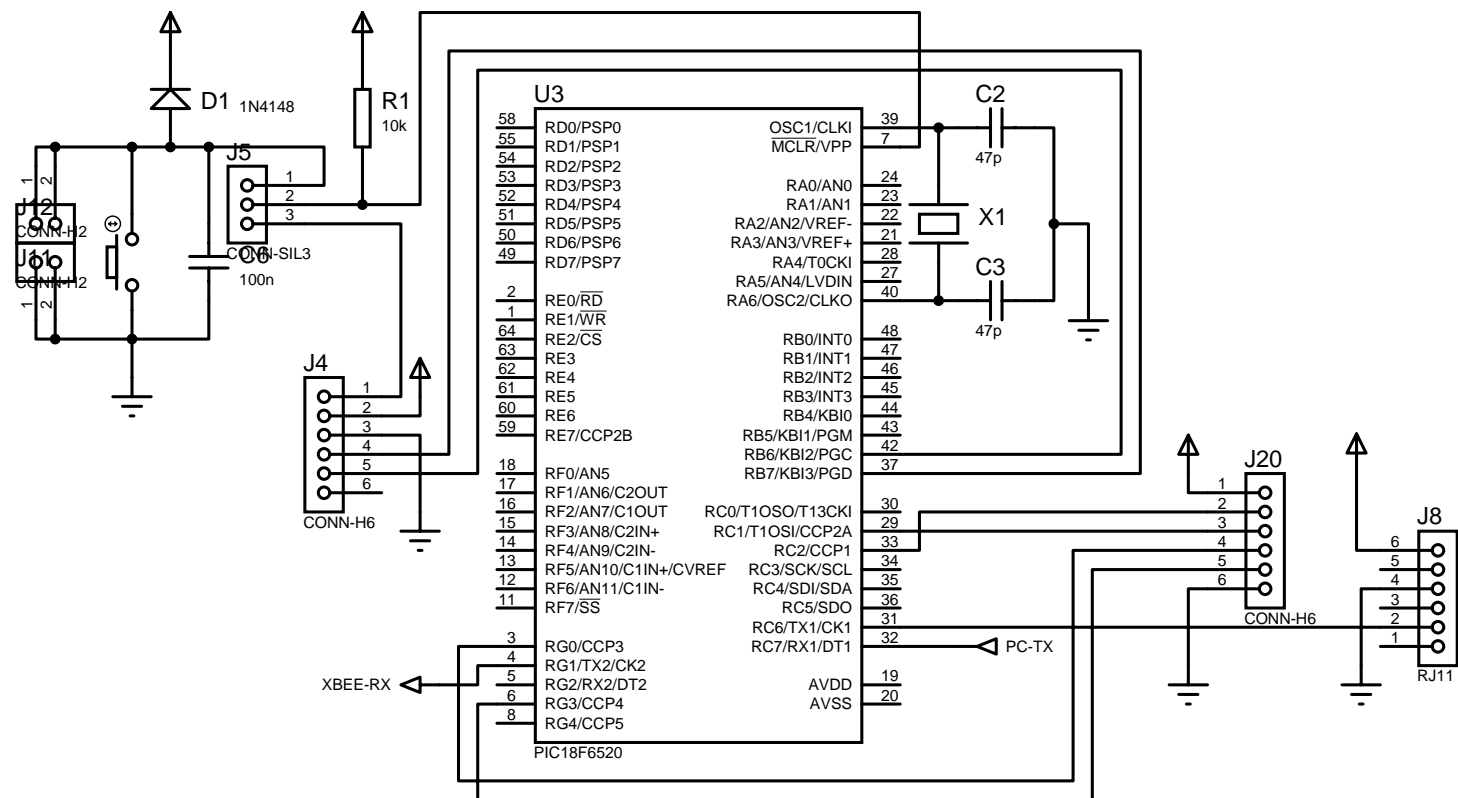 D1 1N4148
R1
10k
J5
1
2
3
CONN-SIL3
C6
100n
1 2
J12
CONN-H2
J11
CONN-H2
1 2
J4
1
2
3
4
5
6
CONN-H6
U3
58 RD0/PSP0
55 RD1/PSP1
54 RD2/PSP2
53 RD3/PSP3
52 RD4/PSP4
51 RD5/PSP5
50 RD6/PSP6
49 RD7/PSP7
2 RE0/RD
1 RE1/WR
64 RE2/CS
63 RE3
62 RE4
61 RE5
60 RE6
59 RE7/CCP2B
18 RF0/AN5
17 RF1/AN6/C2OUT
16 RF2/AN7/C1OUT
15 RF3/AN8/C2IN+
14 RF4/AN9/C2IN-
13 RF5/AN10/C1IN+/CVREF
12 RF6/AN11/C1IN-
11 RF7/SS
3 RG0/CCP3
4 RG1/TX2/CK2
5 RG2/RX2/DT2
6 RG3/CCP4
8 RG4/CCP5
XBEE-RX
OSC1/CLKI 39
MCLR/VPP 7
RA0/AN0 24
RA1/AN1 23
RA2/AN2/VREF- 22
RA3/AN3/VREF+ 21
RA4/T0CKI 28
RA5/AN4/LVDIN 27
RA6/OSC2/CLKO 40
RB0/INT0 48
RB1/INT1 47
RB2/INT2 46
RB3/INT3 45
RB4/KBI0 44
RB5/KBI1/PGM 43
RB6/KBI2/PGC 42
RB7/KBI3/PGD 37
RC0/T1OSO/T13CKI 30
RC1/T1OSI/CCP2A 29
RC2/CCP1 33
RC3/SCK/SCL 34
RC4/SDI/SDA 35
RC5/SDO 36
RC6/TX1/CK1 31
RC7/RX1/DT1 32
AVDD 19
AVSS 20
PIC18F6520
PC-TX
C2
47p
X1
C3
47p
J20
1
2
3
4
5
6
CONN-H6
J8
6
5
4
3
2
1
RJ11